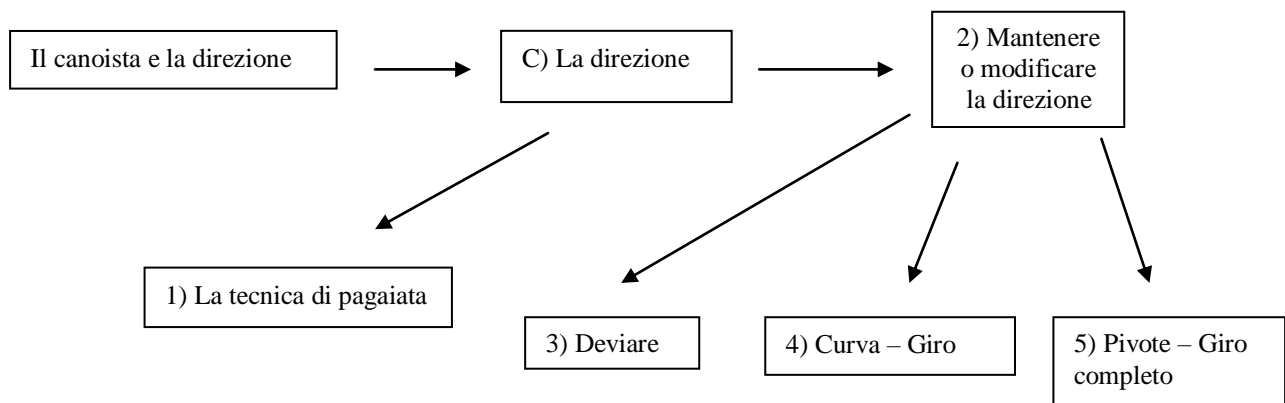 Il canoista e la direzione
C) La direzione
2) Mantenere
o modificare
la direzione
1) La tecnica di pagaiata
3) Deviare
4) Curva – Giro
5) Pivote – Giro
completo